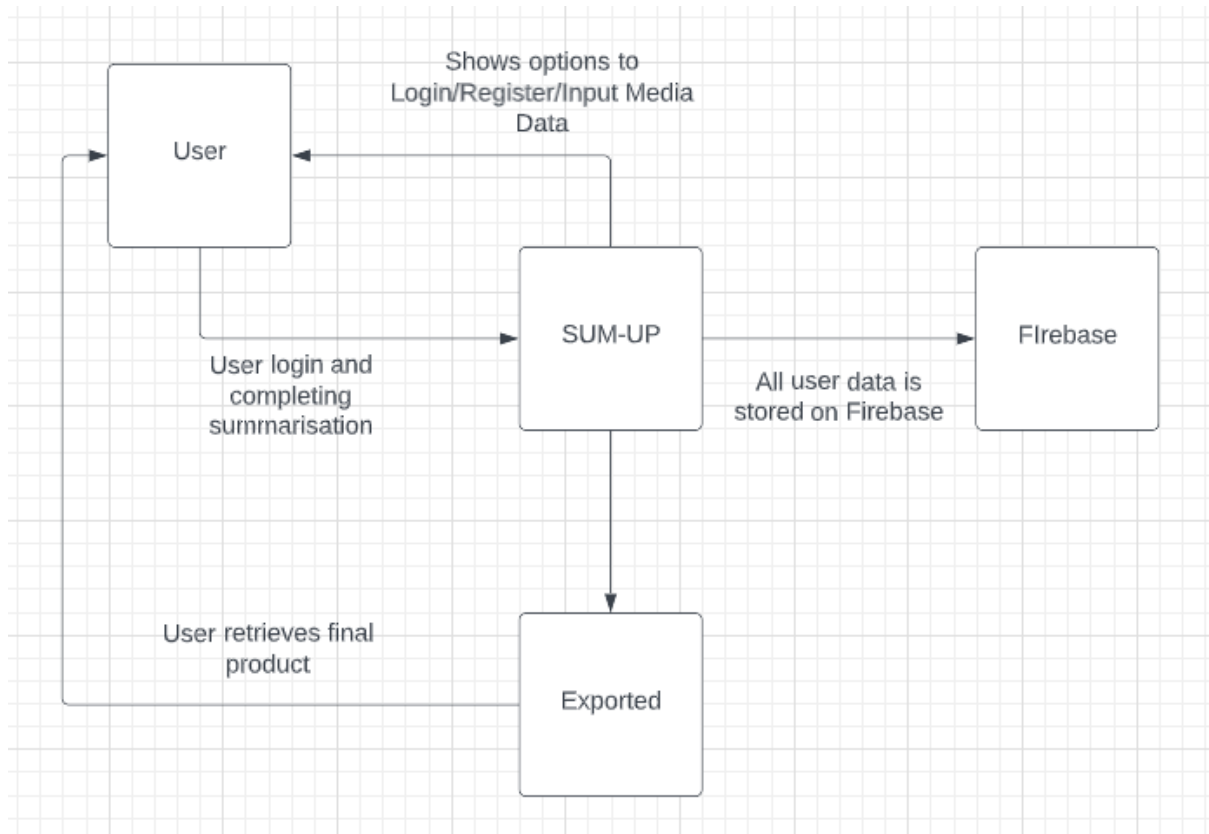 Shows options to
Login/Register/Input Media
Data
User
SUM-UP
FIrebase
User login and
completing
summarisation
All user data is
stored on Firebase
User retrieves final
product
Exported